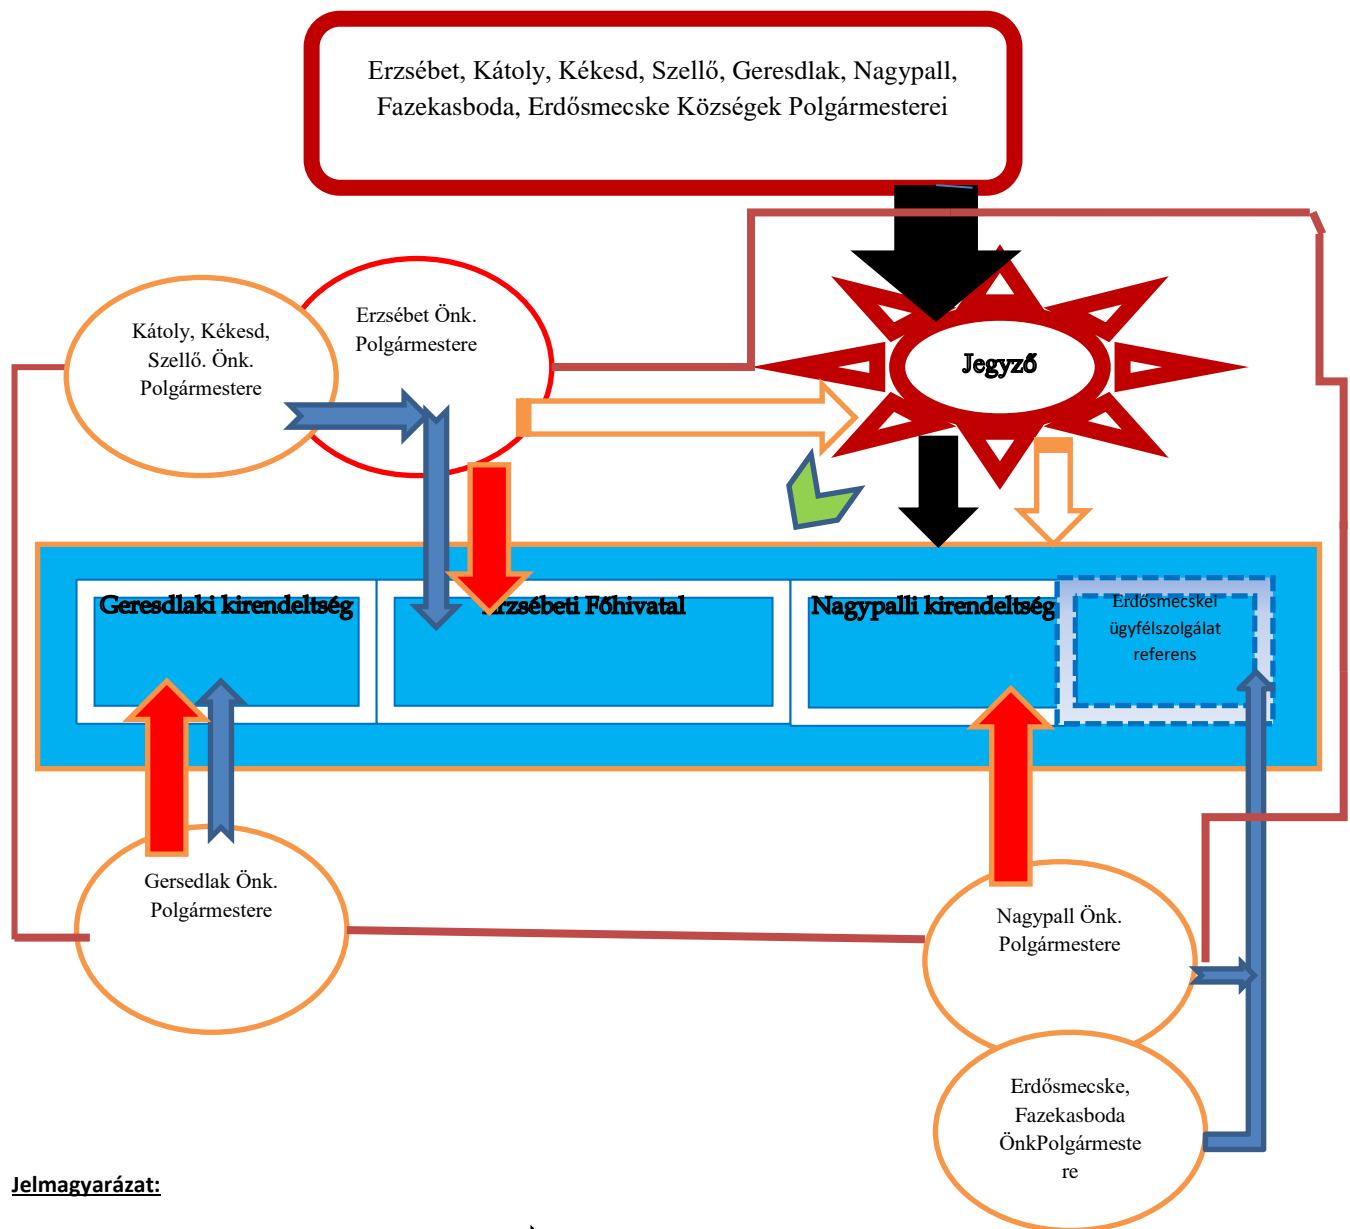 Erzsébet, Kátoly, Kékesd, Szellő, Geresdlak, Nagypall,
Fazekasboda, Erdősmecske Községek Polgármesterei
Erzsébet Önk.
Polgármestere
Kátoly, Kékesd,
Szellő. Önk.
Polgármestere
Jegyző
Geresdlaki kirendeltség
Erzsébeti Főhivatal
Nagypalli kirendeltség
Erdősmecskei
ügyfélszolgálat
referens
Gersedlak Önk.
Polgármestere
Nagypall Önk.
Polgármestere
Erdősmecske,
Fazekasboda
ÖnkPolgármeste
re
Jelmagyarázat: